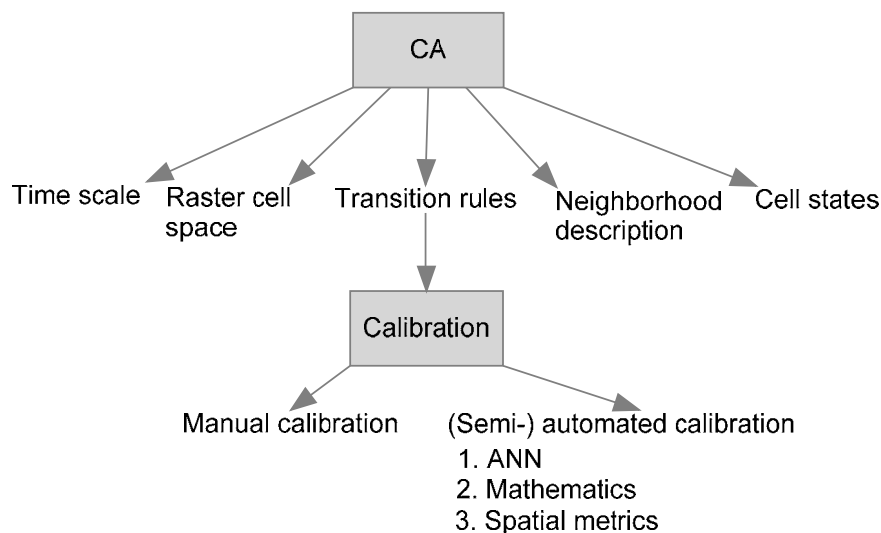 CA
Time scale
Raster cell
space
Transition rules
Neighborhood
description
Cell states
Calibration
Manual calibration
(Semi-) automated calibration
1. ANN
2. Mathematics
3. Spatial metrics